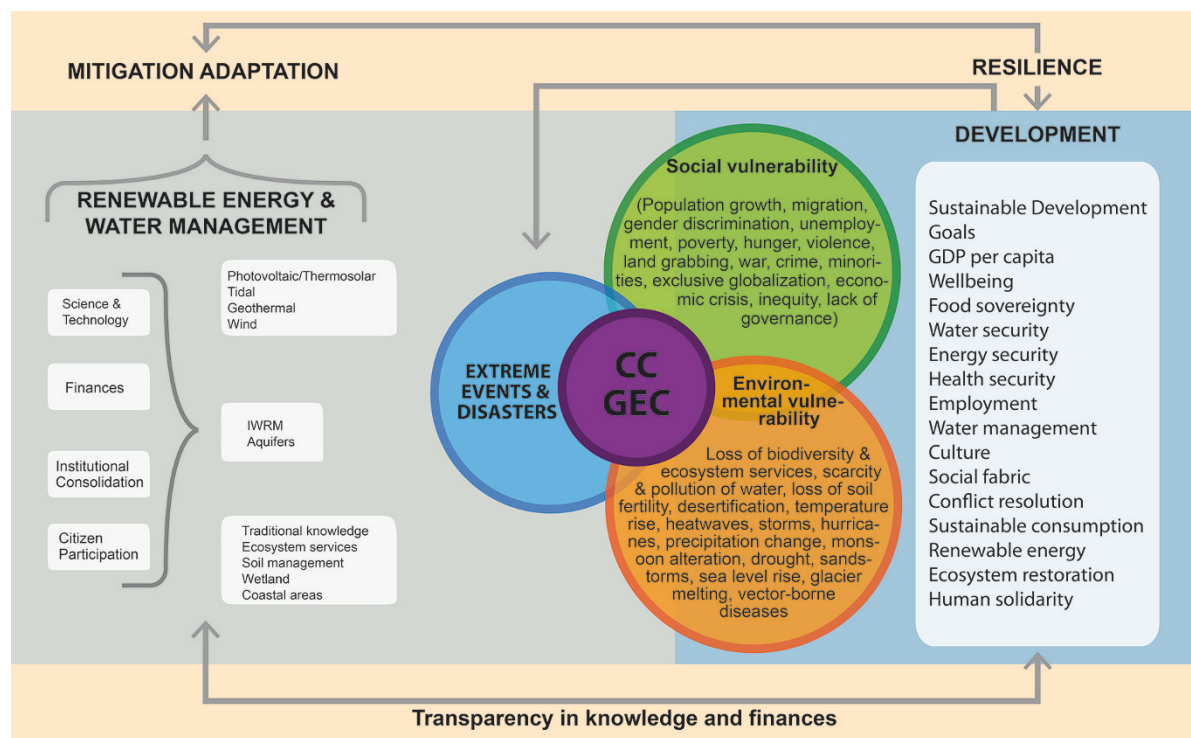 MITIGATION ADAPTATION
RESILIENCE
RENEWABLE ENERGY &
WATER MANAGEMENT
Science &
Technology
Finances
Institutional
Consolidation
Citizen
Participation
Photovoltaic/Thermosolar
Tidal
Geothermal
Wind
IWRM
Aquifers
Traditional knowledge
Ecosystem services
Soil management
Wetland
Coastal areas
EXTREME
EVENTS &
DISASTERS
CC
GEC
Social vulnerability
(Population growth, migration,
gender discrimination, unemploy-
ment, poverty, hunger, violence,
land grabbing, war, crime, minori-
ties, exclusive globalization, econo-
mic crisis, inequity, lack of
governance)
Environ-
mental vulne-
rability
Loss of biodiversity &
ecosystem services, scarcity
& pollution of water, loss of soil
fertility, desertification, temperature
rise, heatwaves, storms, hurrica-
nes, precipitation change, mons-
oon alteration, drought, sands-
torms, sea level rise, glacier
melting, vector-borne
diseases
DEVELOPMENT
Sustainable Development
Goals
GDP per capita
Wellbeing
Food sovereignty
Water security
Energy security
Health security
Employment
Water management
Culture
Social fabric
Conflict resolution
Sustainable consumption
Renewable energy
Ecosystem restoration
Human solidarity
Transparency in knowledge and finances